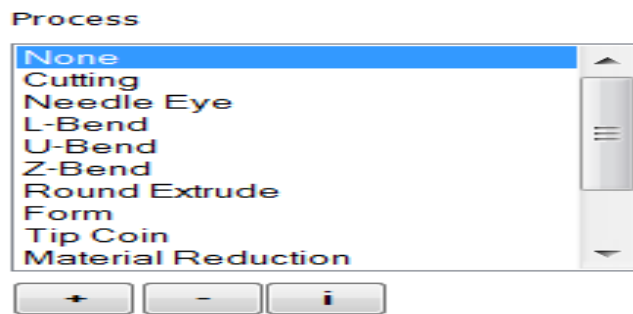 Process
None
Cutting
Needle Eye
L-Bend
U-Bend
Z-Bend
Round Extrude
Form
Tip Coin
Material Reduction
+ - i